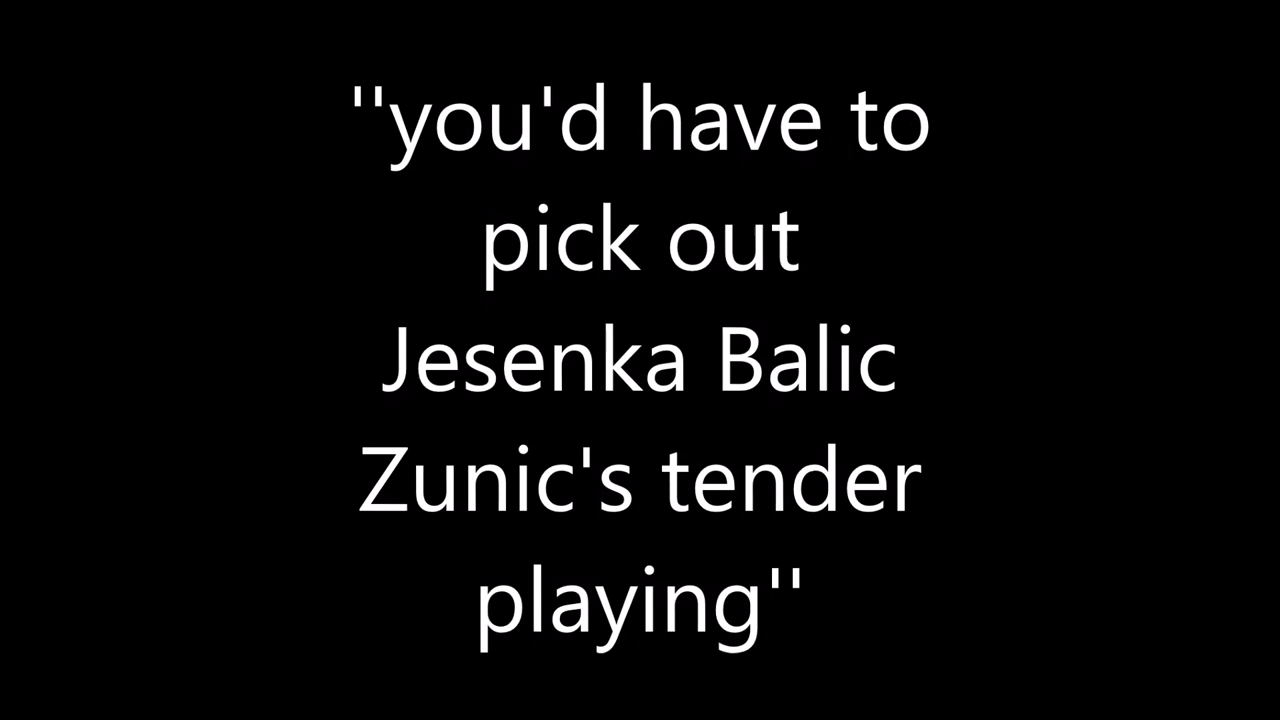 ''you'd have to
pick out
Jesenka Balic
Zunic's tender
playing''